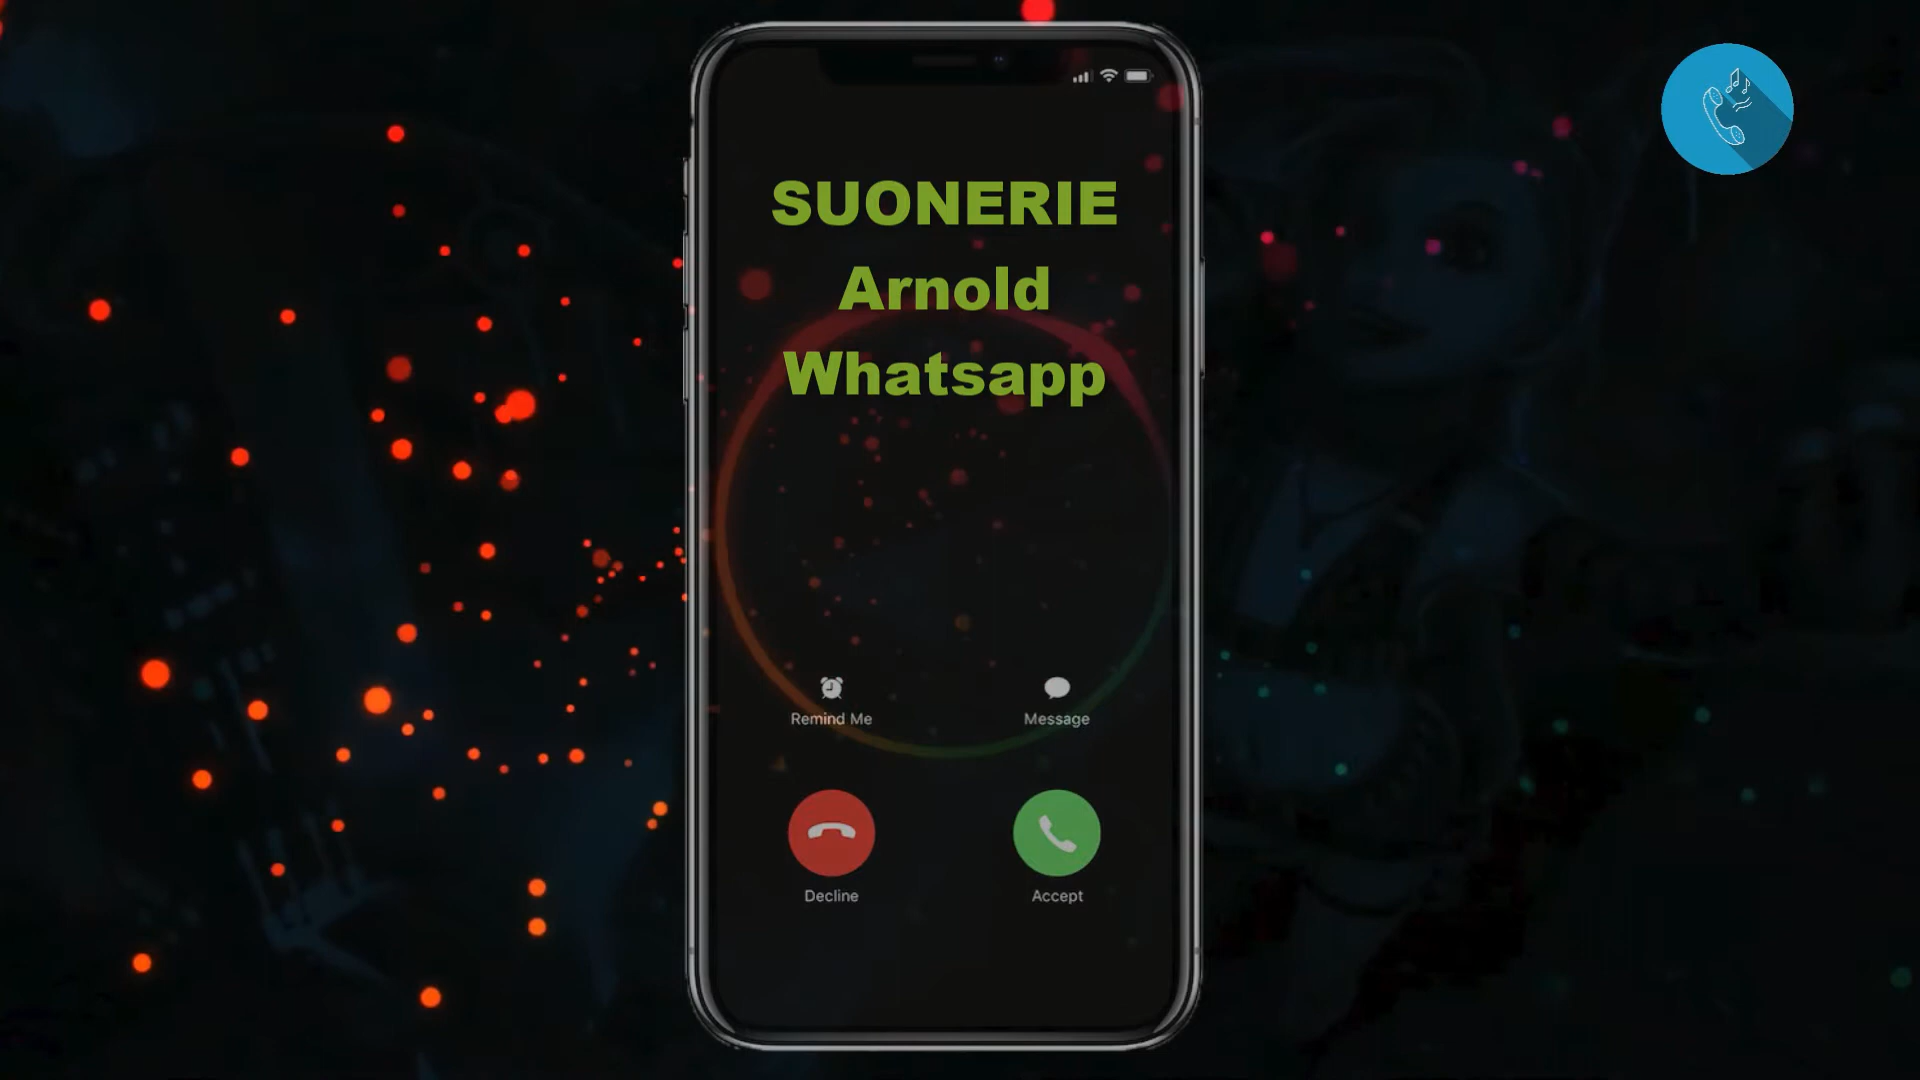 SUONERIE
Arnold
Whatsapp
Remind Me
Message
Decline
Accept